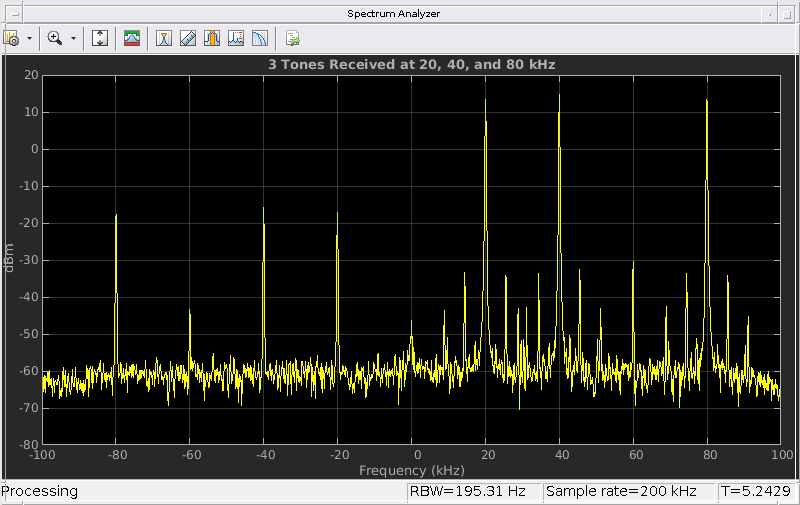 Spectrum Analyzer
3 Tones Received at 20, 40, and 80 kHz
20
10
0
-10
-20
-30
-40
-50
-60
-70
-80
dBm
-100 -80 -60 -40 -20 0 20 40 60 80 100
Frequency (kHz)
Processing RBW=195.31 Hz Sample rate=200 kHz T=5.2429